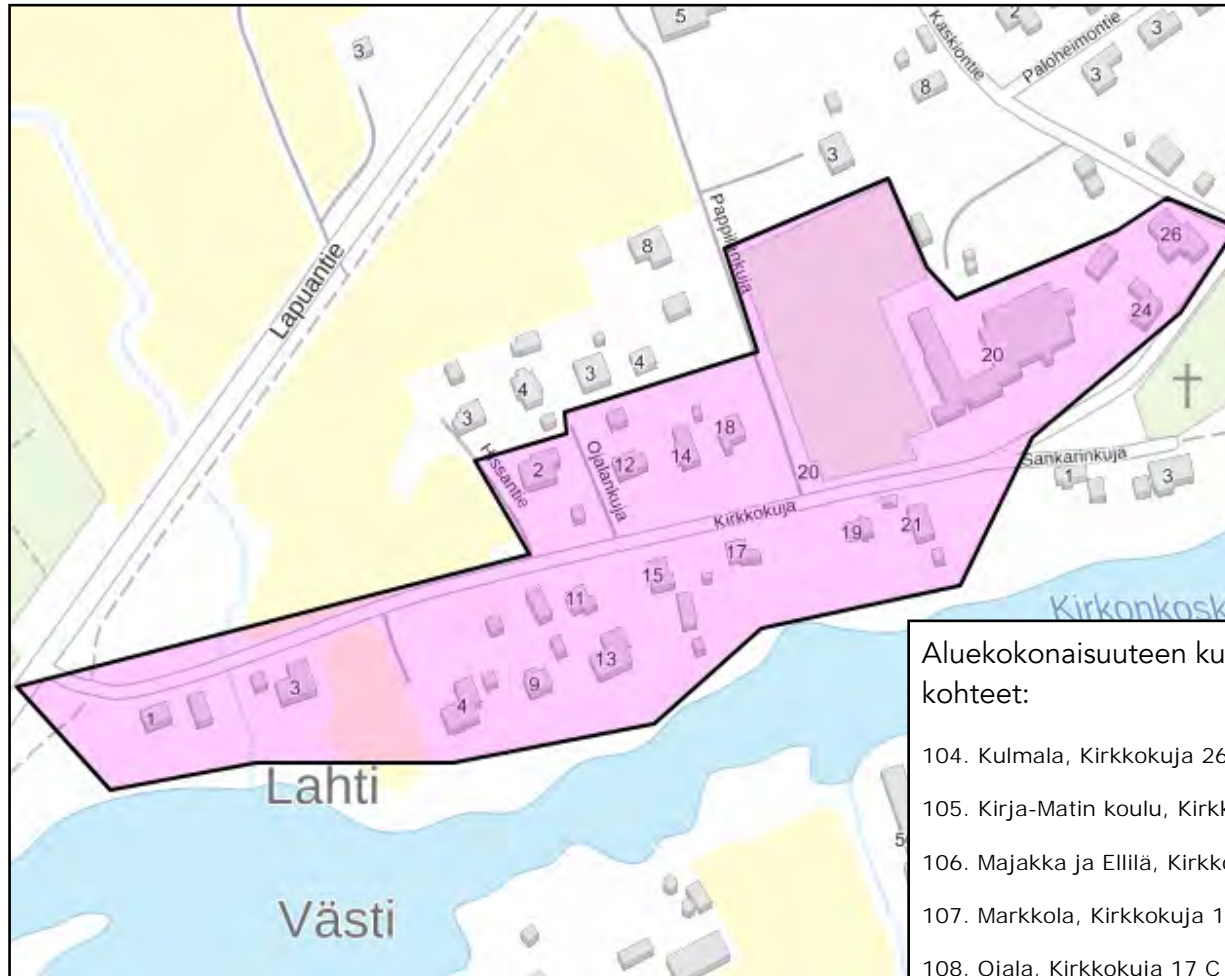 5
2
Kaskiontie
Paloheimontie
3
3
3
8
3
Lapuantie
8
26
24
20
4
3
4
3
18
2
12
14
Ojalankuja
20
Sankarinkuja
1
3
Kirkkokuja
21
19
17
15
11
Kirkonkosk
13
9
3
4
1
Lahti
Västi
5
Aluekokonaisuuteen ku
kohteet:
104. Kulmala, Kirkkokuja 26
105. Kirja-Matin koulu, Kirkk
106. Majakka ja Ellilä, Kirkko
107. Markkola, Kirkkokuja 1
108. Ojala, Kirkkokuja 17 C